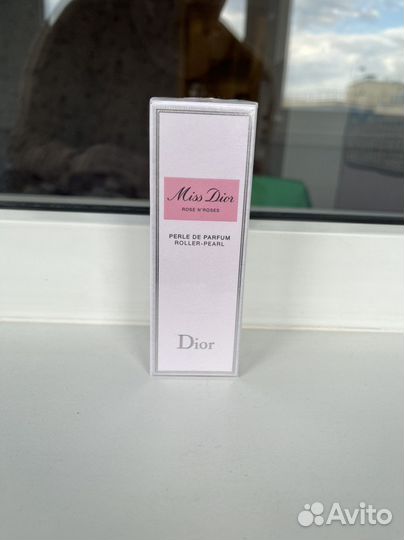 Miss Dior
ROSE N'ROSES
PERLE DE PARFUM
ROLLER-PEARL
Dior
Avito